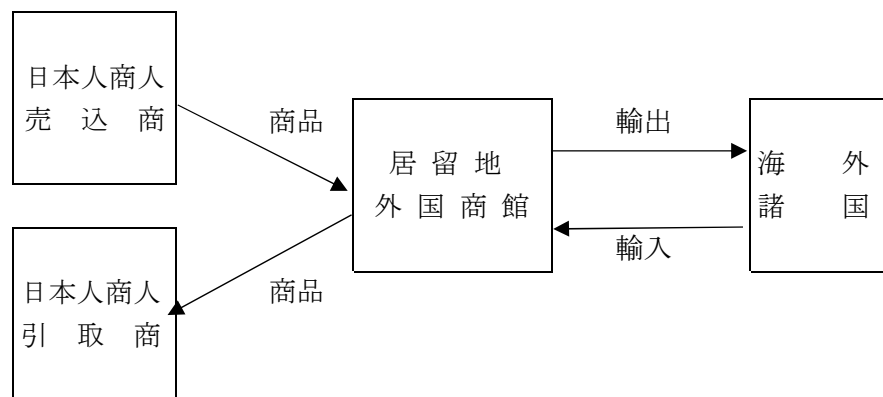 日本人商人
売込商
商品
居留地
外国商館
輸出
海外
諸国
輸入
日本人商人
引取商
商品